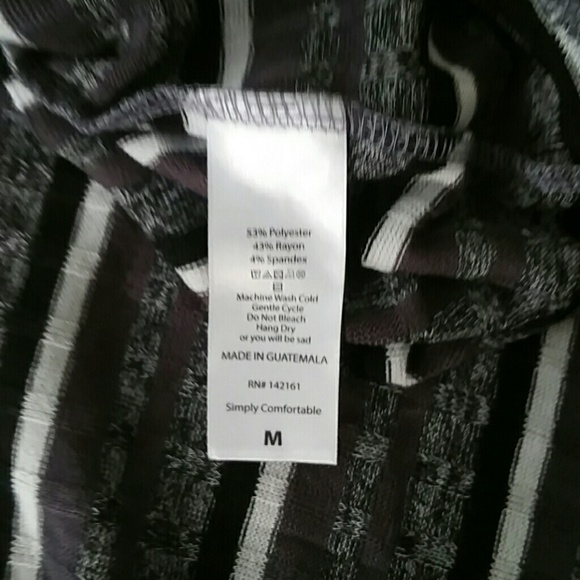 53% Polyester
43% Rayon
4% Spandex
Machine Wash Cold
Gentle Cycle
Do Not Bleach
Hang Dry
or you will be sad
MADE IN GUATEMALA
RN# 142161
Simply Comfortable
M